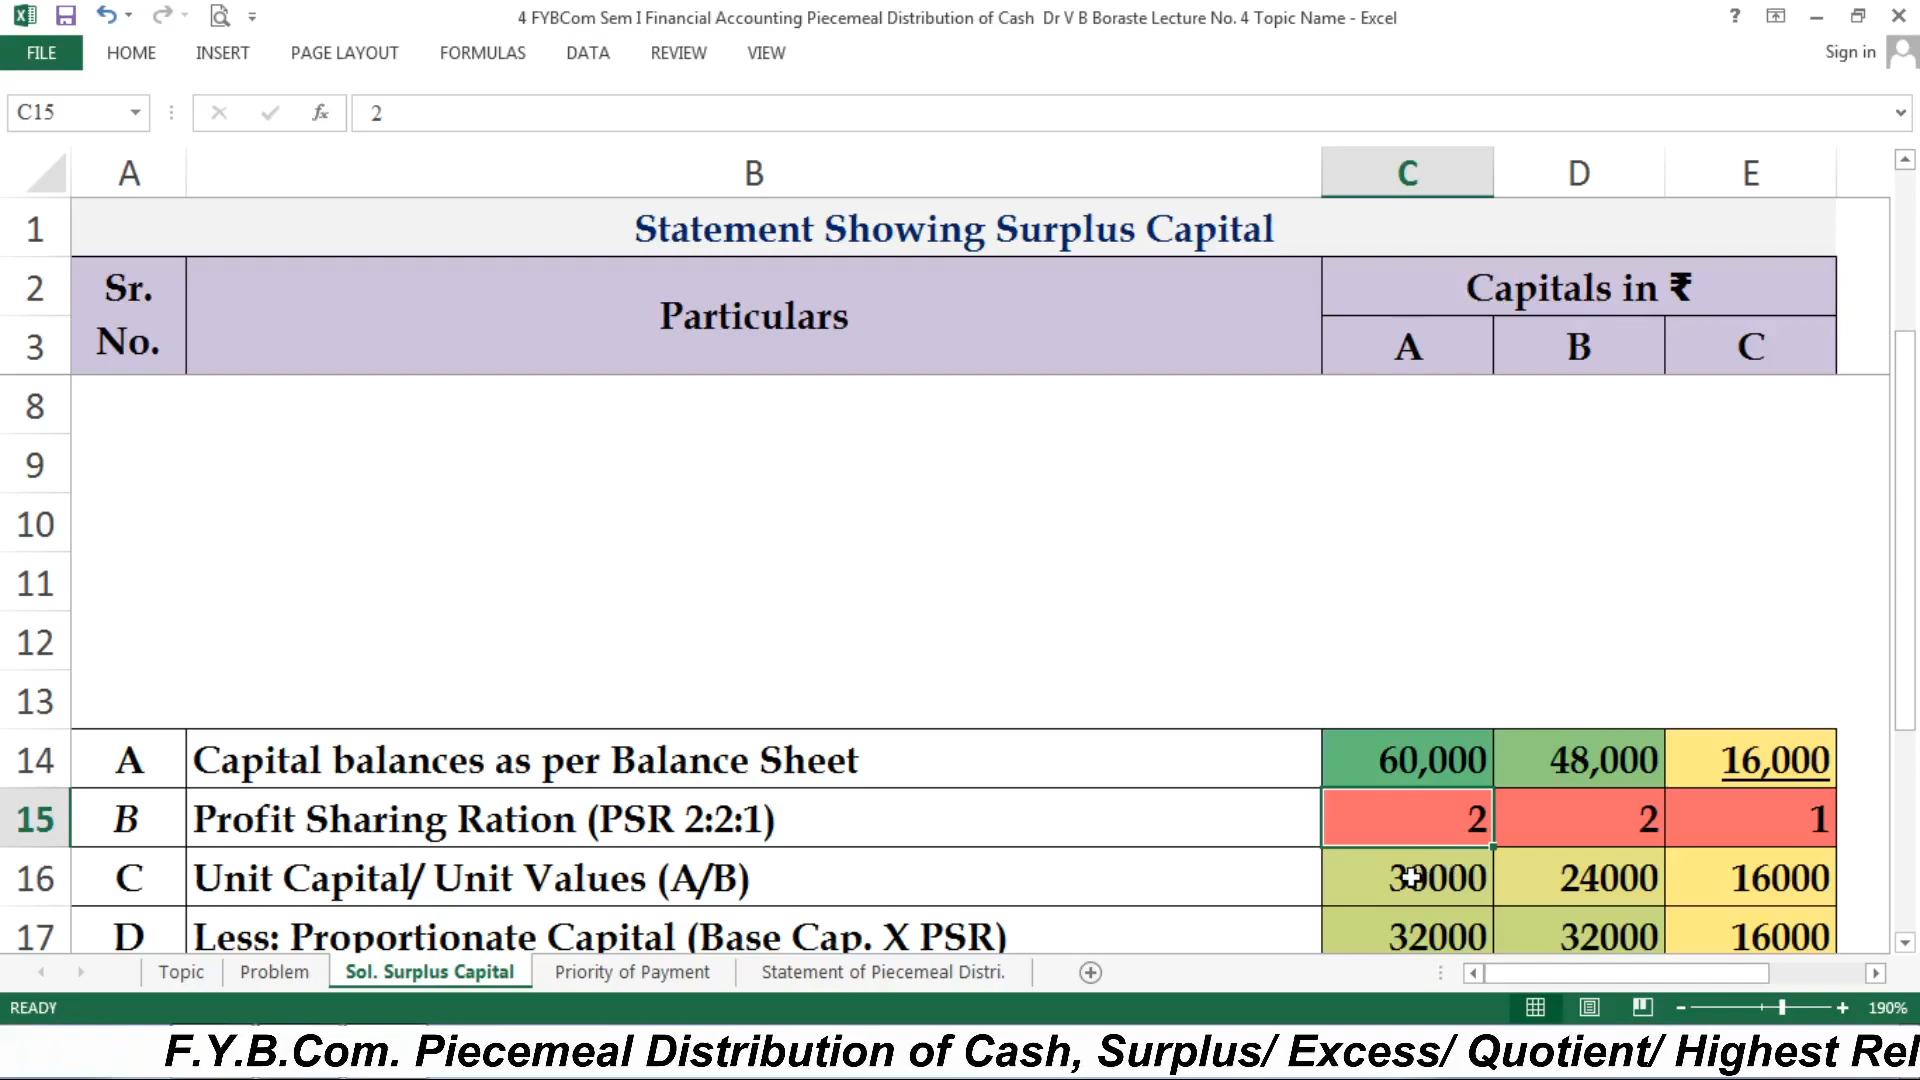 4 FYBCom Sem I Financial Accounting Piecemeal Distribution of Cash Dr V B Boraste Lecture No. 4 Topic Name - Excel
?
FILE HOME INSERT PAGE LAYOUT FORMULAS DATA REVIEW VIEW Sign in
C15 fx 2
A B C D E
1 Statement Showing Surplus Capital
2 Sr. Particulars Capitals in ₹
3 No. A B C
8
9
10
11
12
13
14 A Capital balances as per Balance Sheet 60,000 48,000 16,000
15 B Profit Sharing Ration (PSR 2:2:1) 2 2 1
16 C Unit Capital/ Unit Values (A/B) 30000 24000 16000
17 D Less: Proportionate Capital (Base Cap. X PSR) 32000 32000 16000
Topic Problem Sol. Surplus Capital Priority of Payment Statement of Piecemeal Distri.
READY 190%
F.Y.B.Com. Piecemeal Distribution of Cash, Surplus/ Excess/ Quotient/ Highest Rel